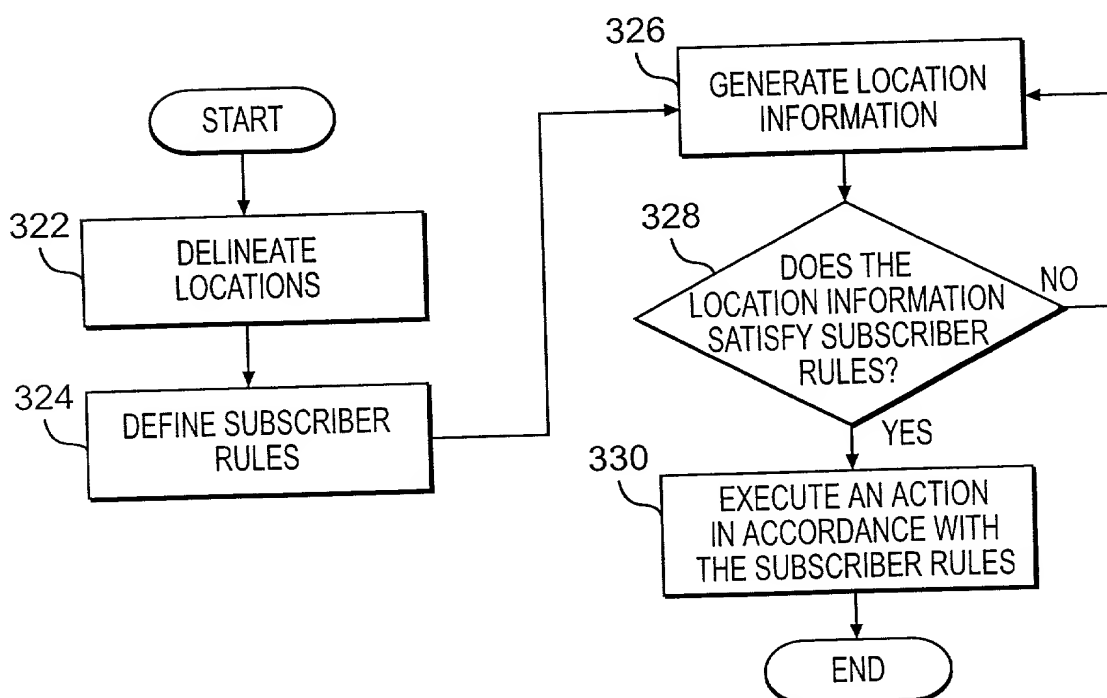 START
322
DELINEATE
LOCATIONS
324
DEFINE SUBSCRIBER
RULES
326
GENERATE LOCATION
INFORMATION
328
DOES THE
LOCATION INFORMATION
SATISFY SUBSCRIBER
RULES?
NO
YES
330
EXECUTE AN ACTION
IN ACCORDANCE WITH
THE SUBSCRIBER RULES
END